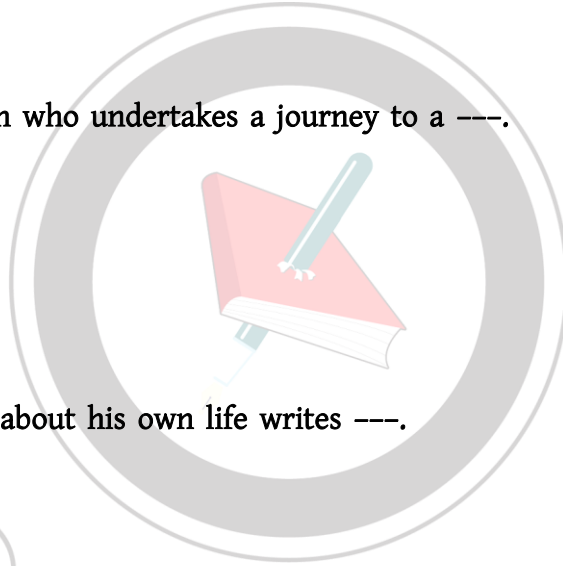 who undertakes a journey to a ---.
about his own life writes ---.